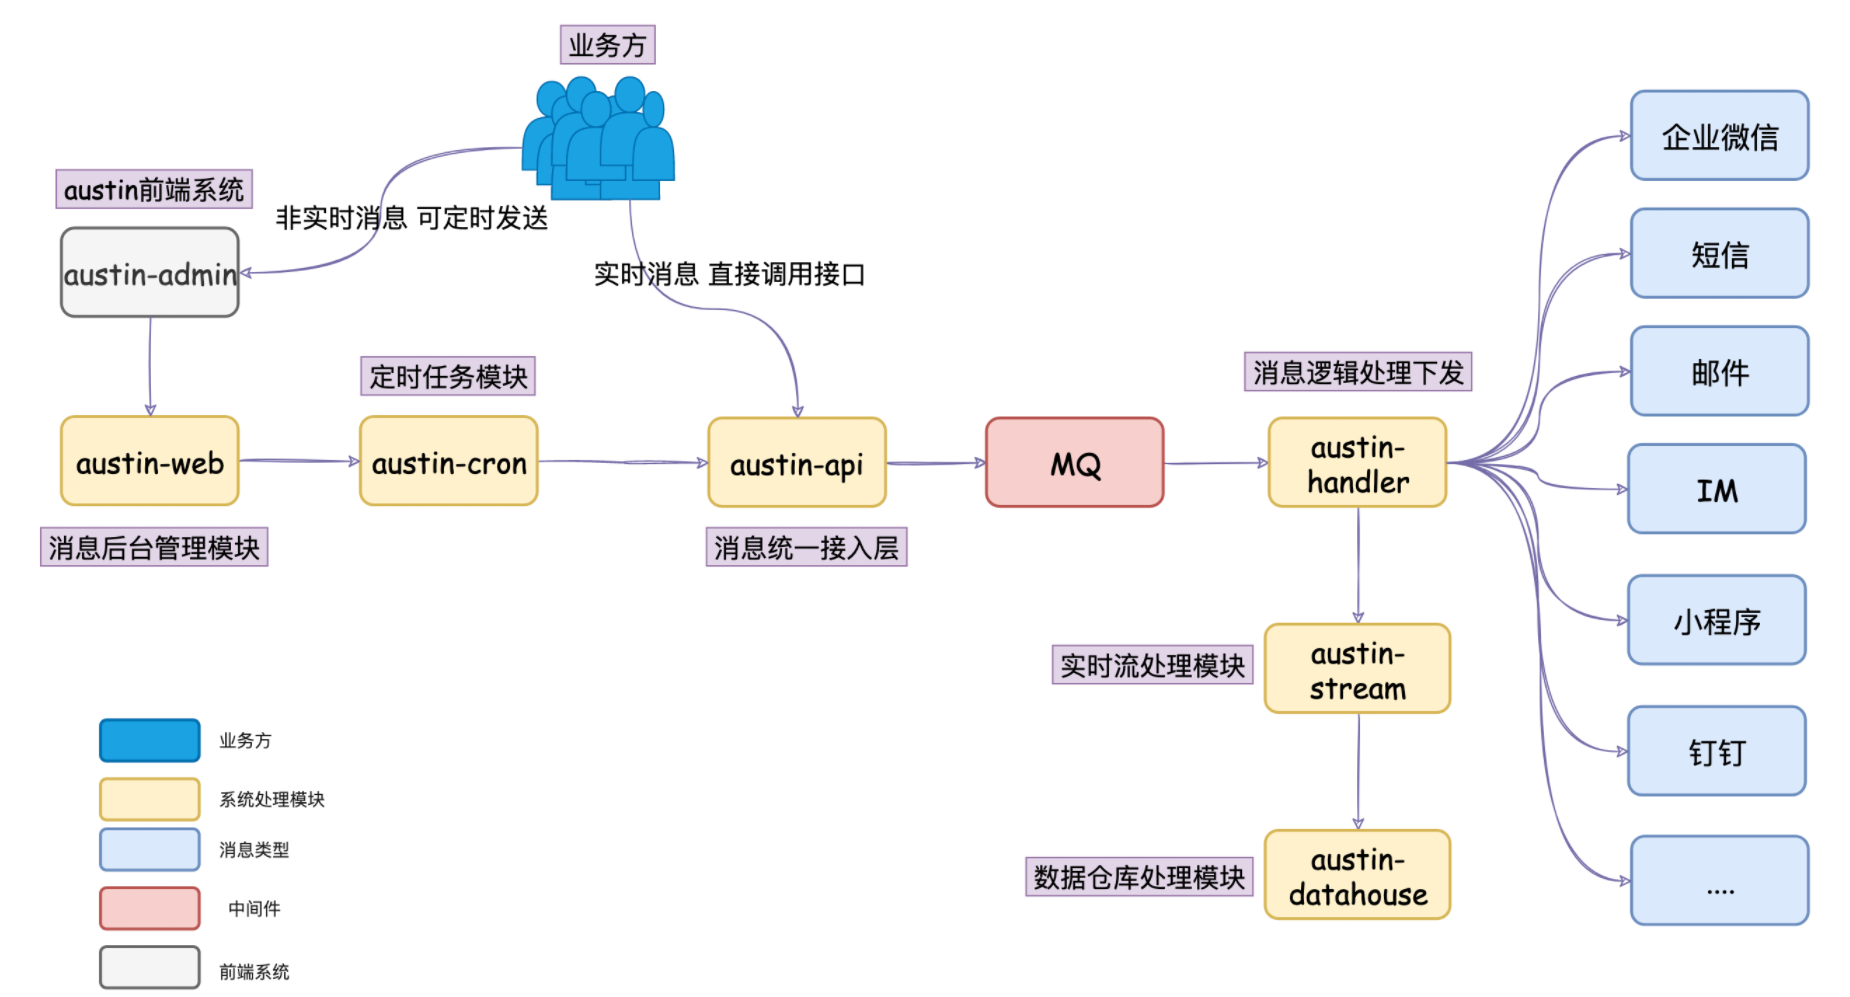 业务方
austin前端系统
austin-admin
非实时消息 可定时发送
实时消息 直接调用接口
定时任务模块
austin-web
austin-cron
austin-api
MQ
消息逻辑处理下发
austin-
handler
消息后台管理模块
消息统一接入层
实时流处理模块
austin-
stream
数据仓库处理模块
austin-
datahouse
企业微信
短信
邮件
IM
小程序
钉钉
....
业务方
系统处理模块
消息类型
中间件
前端系统